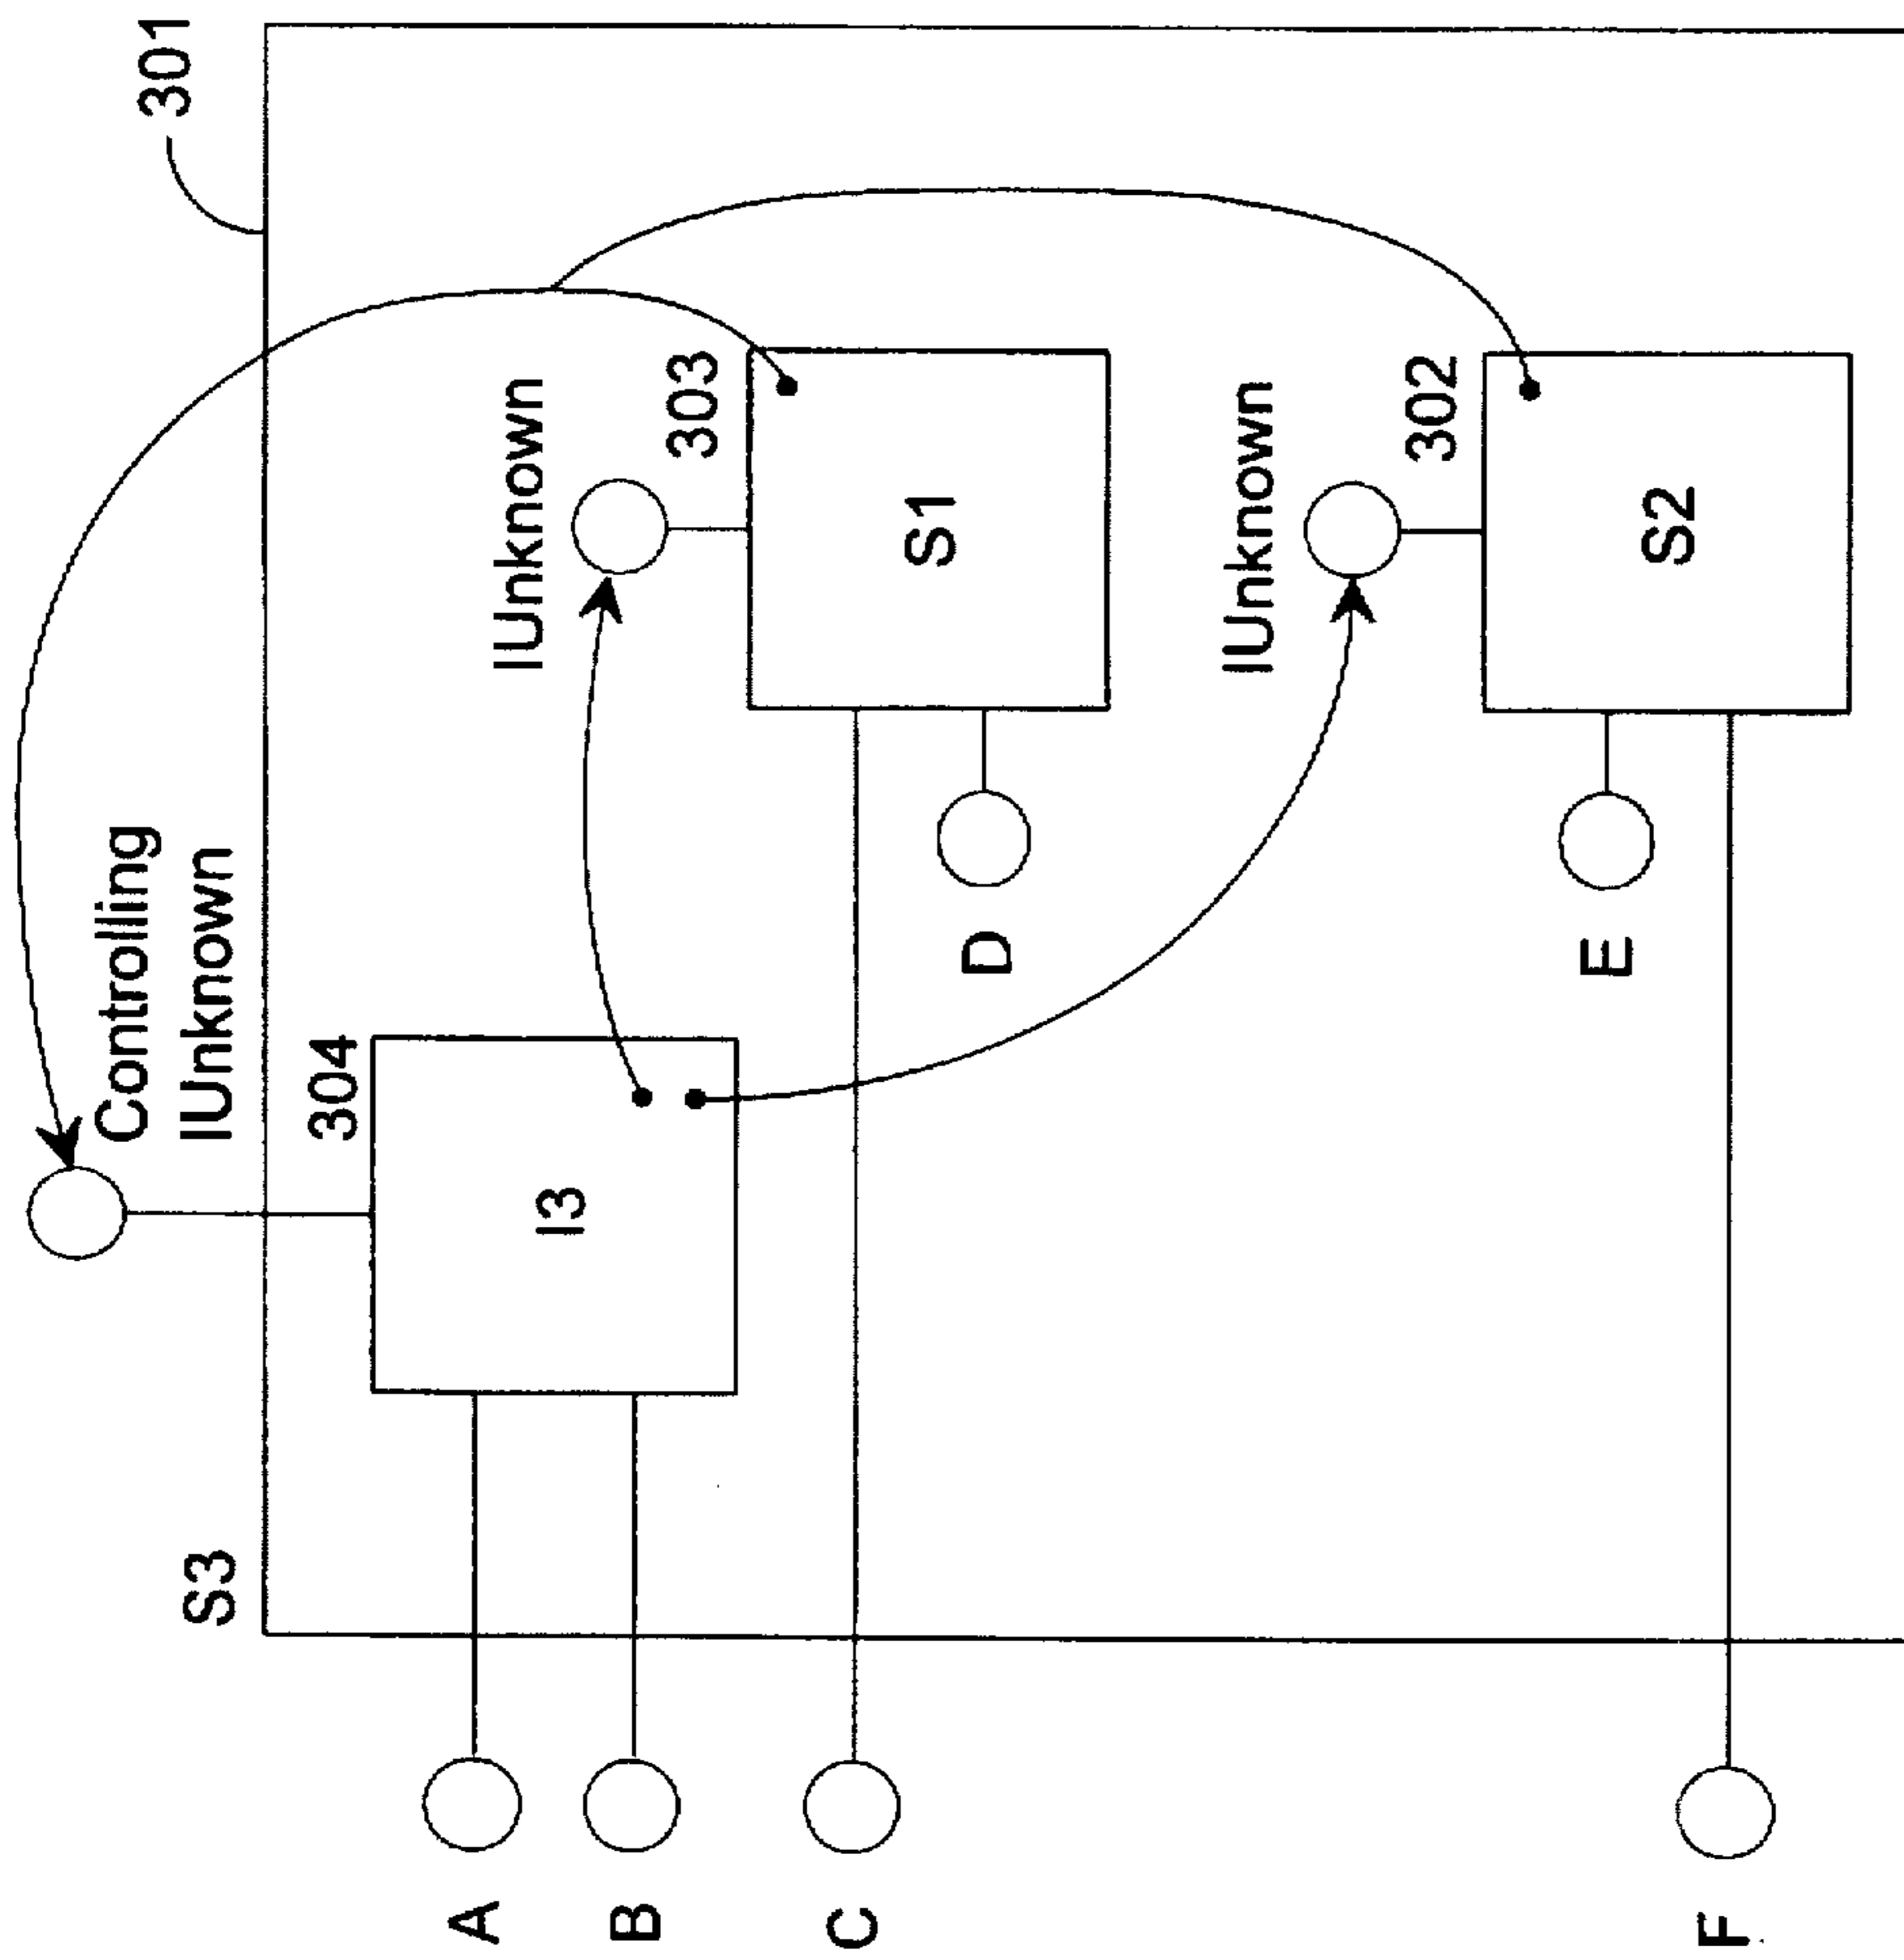 Controlling
301
S3
IUnknown
304
A
IUnknown
I3
B
303
C
S1
D
IUnknown
302
E
S2
F